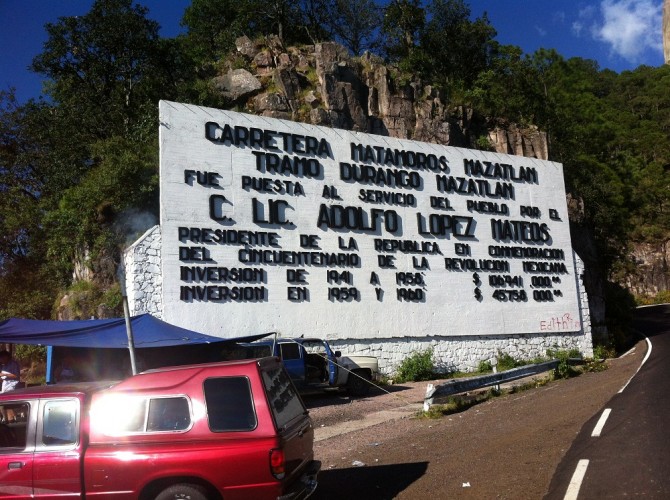 CARRETERA MATAMOROS MAZATLAN
TRAMO DURANGO MAZATLAN
FUE PUESTA AL SERVICIO DEL PUEBLO POR EL
C. LIC ADOLFO LOPEZ MATEOS
PRESIDENTE DE LA REPUBLICA EN CONMEMORACION
DEL CINCUENTENARIO DE LA REVOLUCION MEXICANA
INVERSION DE 1941 A 1958. $
INVERSION EN 1959 Y 1960 $